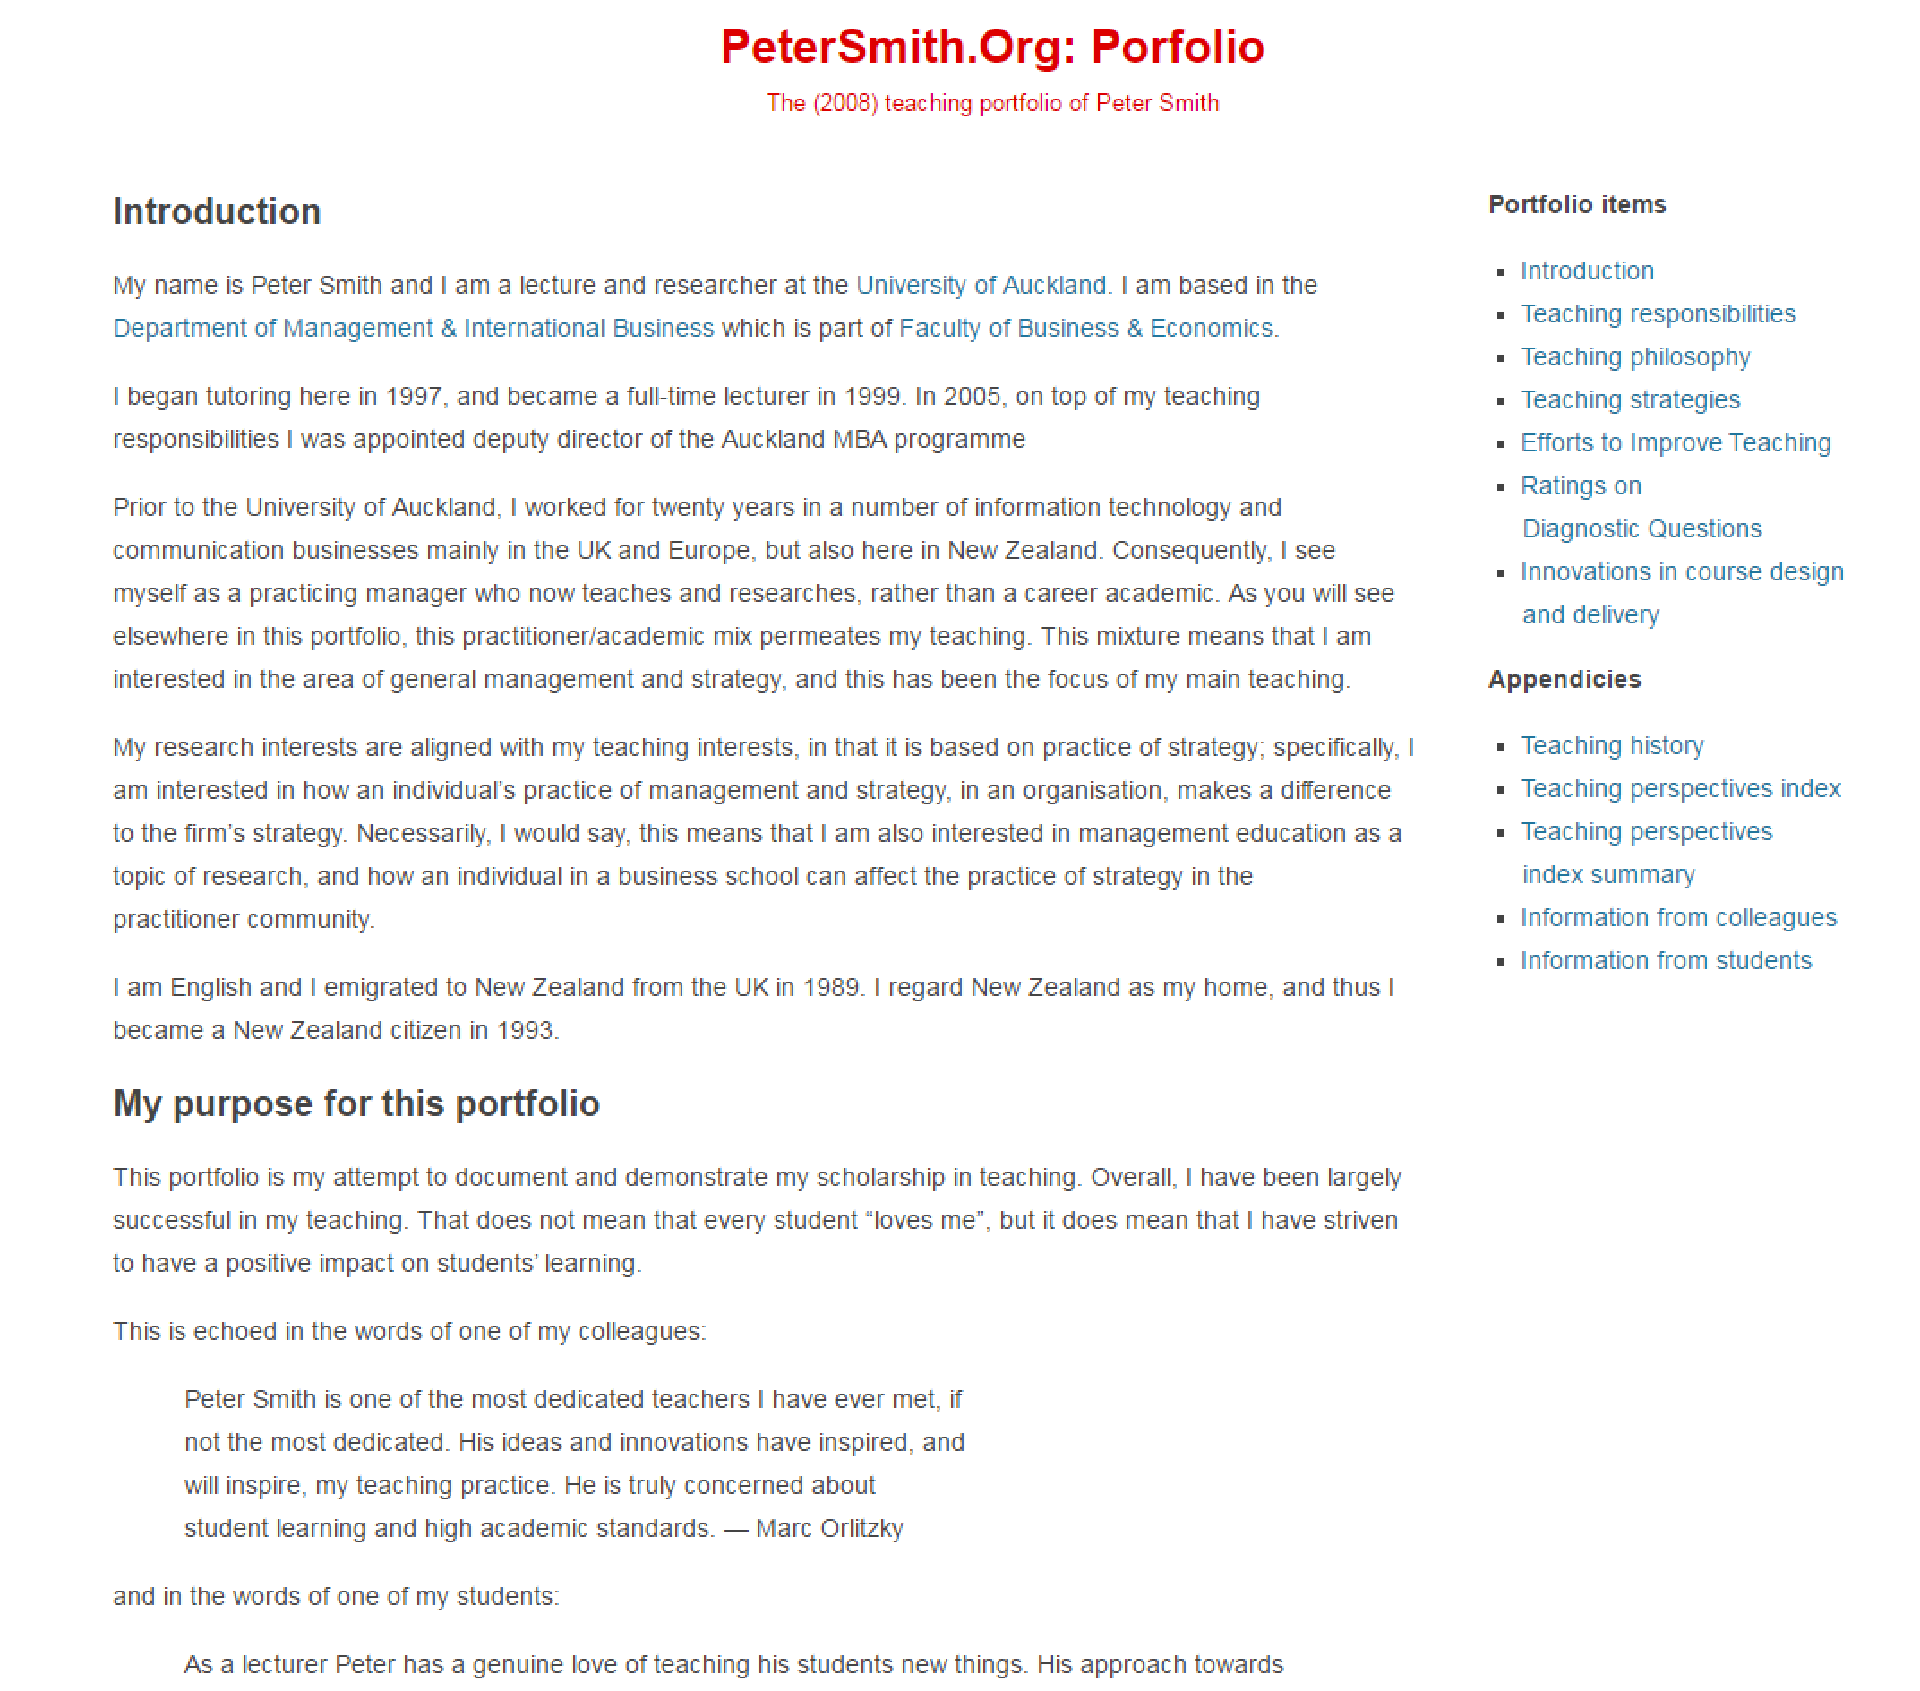 PeterSmith.Org: Porfolio
The (2008) teaching portfolio of Peter Smith
Introduction
My name is Peter Smith and I am a lecture and researcher at the University of Auckland. I am based in the
Department of Management & International Business which is part of Faculty of Business & Economics.
I began tutoring here in 1997, and became a full-time lecturer in 1999. In 2005, on top of my teaching
responsibilities I was appointed deputy director of the Auckland MBA programme
Prior to the University of Auckland, I worked for twenty years in a number of information technology and
communication businesses mainly in the UK and Europe, but also here in New Zealand. Consequently, I see
myself as a practicing manager who now teaches and researches, rather than a career academic. As you will see
elsewhere in this portfolio, this practitioner/academic mix permeates my teaching. This mixture means that I am
interested in the area of general management and strategy, and this has been the focus of my main teaching.
My research interests are aligned with my teaching interests, in that it is based on practice of strategy; specifically, I
am interested in how an individual’s practice of management and strategy, in an organisation, makes a difference
to the firm’s strategy. Necessarily, I would say, this means that I am also interested in management education as a
topic of research, and how an individual in a business school can affect the practice of strategy in the
practitioner community.
I am English and I emigrated to New Zealand from the UK in 1989. I regard New Zealand as my home, and thus I
became a New Zealand citizen in 1993.
My purpose for this portfolio
This portfolio is my attempt to document and demonstrate my scholarship in teaching. Overall, I have been largely
successful in my teaching. That does not mean that every student “loves me”, but it does mean that I have striven
to have a positive impact on students’ learning.
This is echoed in the words of one of my colleagues:
Peter Smith is one of the most dedicated teachers I have ever met, if
not the most dedicated. His ideas and innovations have inspired, and
will inspire, my teaching practice. He is truly concerned about
student learning and high academic standards. — Marc Orlitzky
and in the words of one of my students:
As a lecturer Peter has a genuine love of teaching his students new things. His approach towards
Portfolio items
Introduction
Teaching responsibilities
Teaching philosophy
Teaching strategies
Efforts to Improve Teaching
Ratings on
Diagnostic Questions
Innovations in course design
and delivery
Appendicies
Teaching history
Teaching perspectives index
Teaching perspectives
index summary
Information from colleagues
Information from students